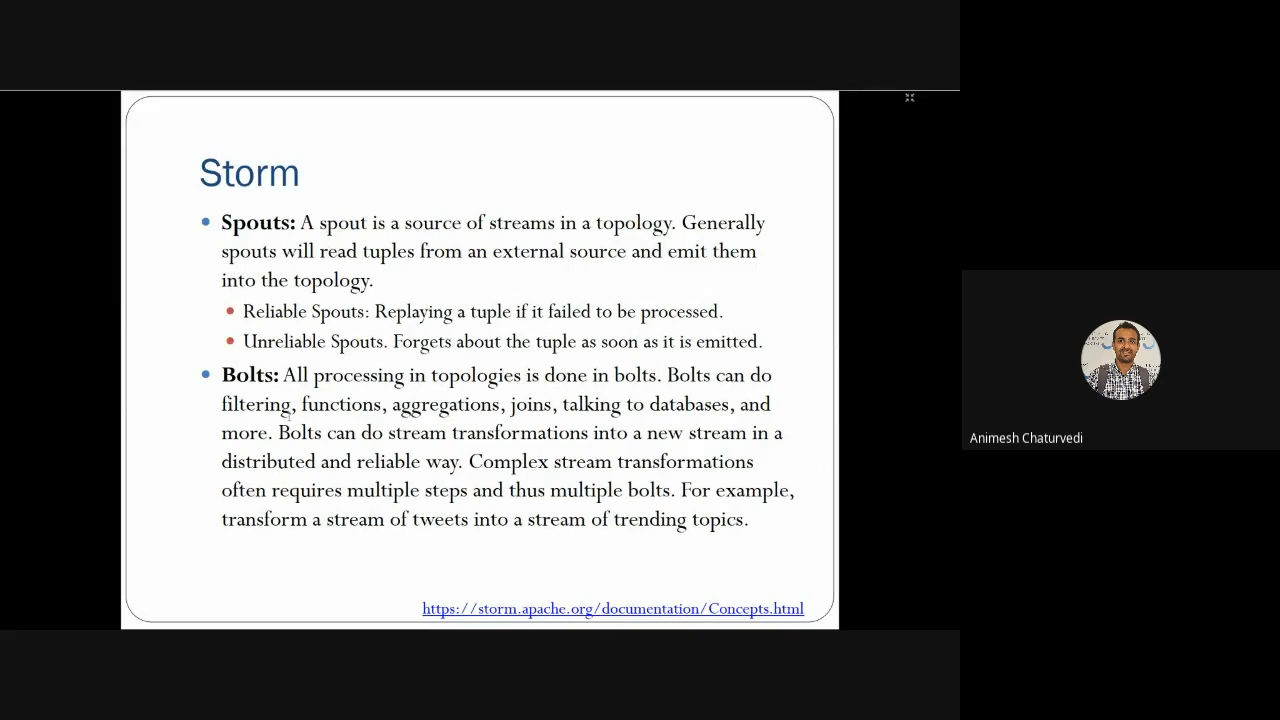 Storm
Spouts: A spout is a source of streams in a topology. Generally
spouts will read tuples from an external source and emit them
into the topology.
Reliable Spouts: Replaying a tuple if it failed to be processed.
Unreliable Spouts. Forgets about the tuple as soon as it is emitted.
Bolts: All processing in topologies is done in bolts. Bolts can do
filtering, functions, aggregations, joins, talking to databases, and
more. Bolts can do stream transformations into a new stream in a
distributed and reliable way. Complex stream transformations
often requires multiple steps and thus multiple bolts. For example,
transform a stream of tweets into a stream of trending topics.
https://storm.apache.org/documentation/Concepts.html
Animesh Chaturvedi